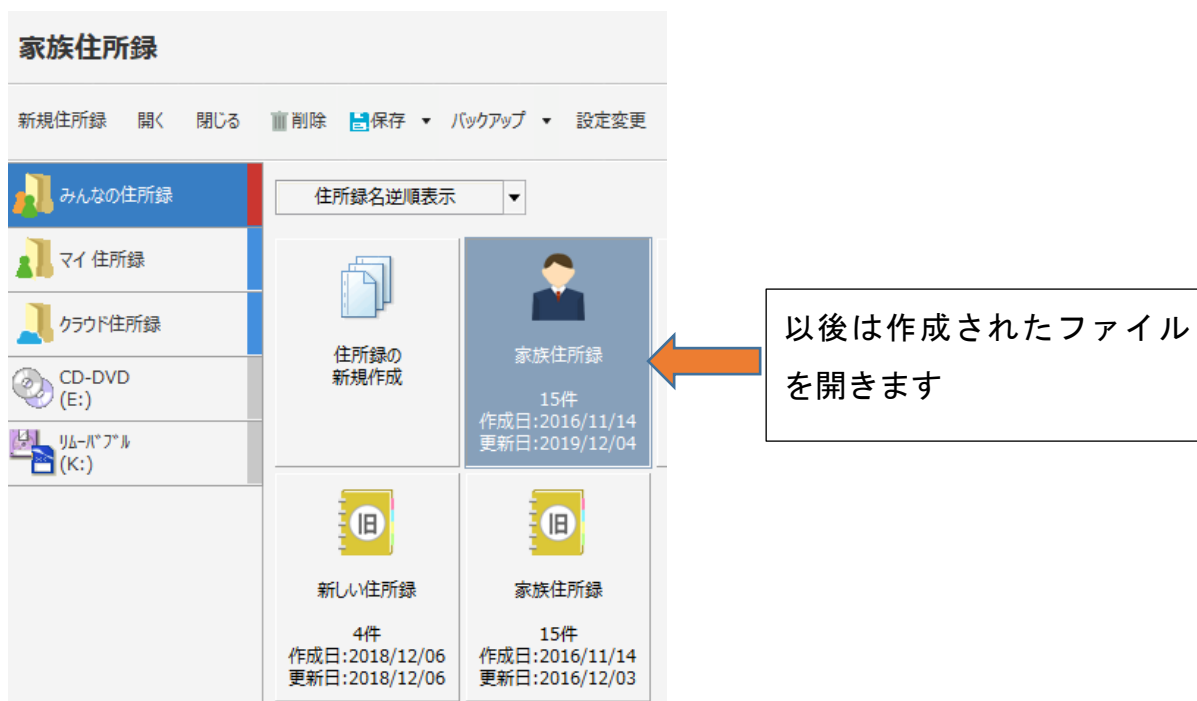 家族住所録
新規住所録 開く 閉じる 削除 保存 ▼ バックアップ ▼ 設定変更
みんなの住所録
マイ 住所録
クラウド住所録
CD-DVD
(E:)
リムーバブル
(K:)
住所録名逆順表示 ▼
住所録の
新規作成
家族住所録
15件
作成日:2016/11/14
更新日:2019/12/04
旧
新しい住所録
4件
作成日:2018/12/06
更新日:2018/12/06
旧
家族住所録
15件
作成日:2016/11/14
更新日:2016/12/03
以後は作成されたファイル
を開きます